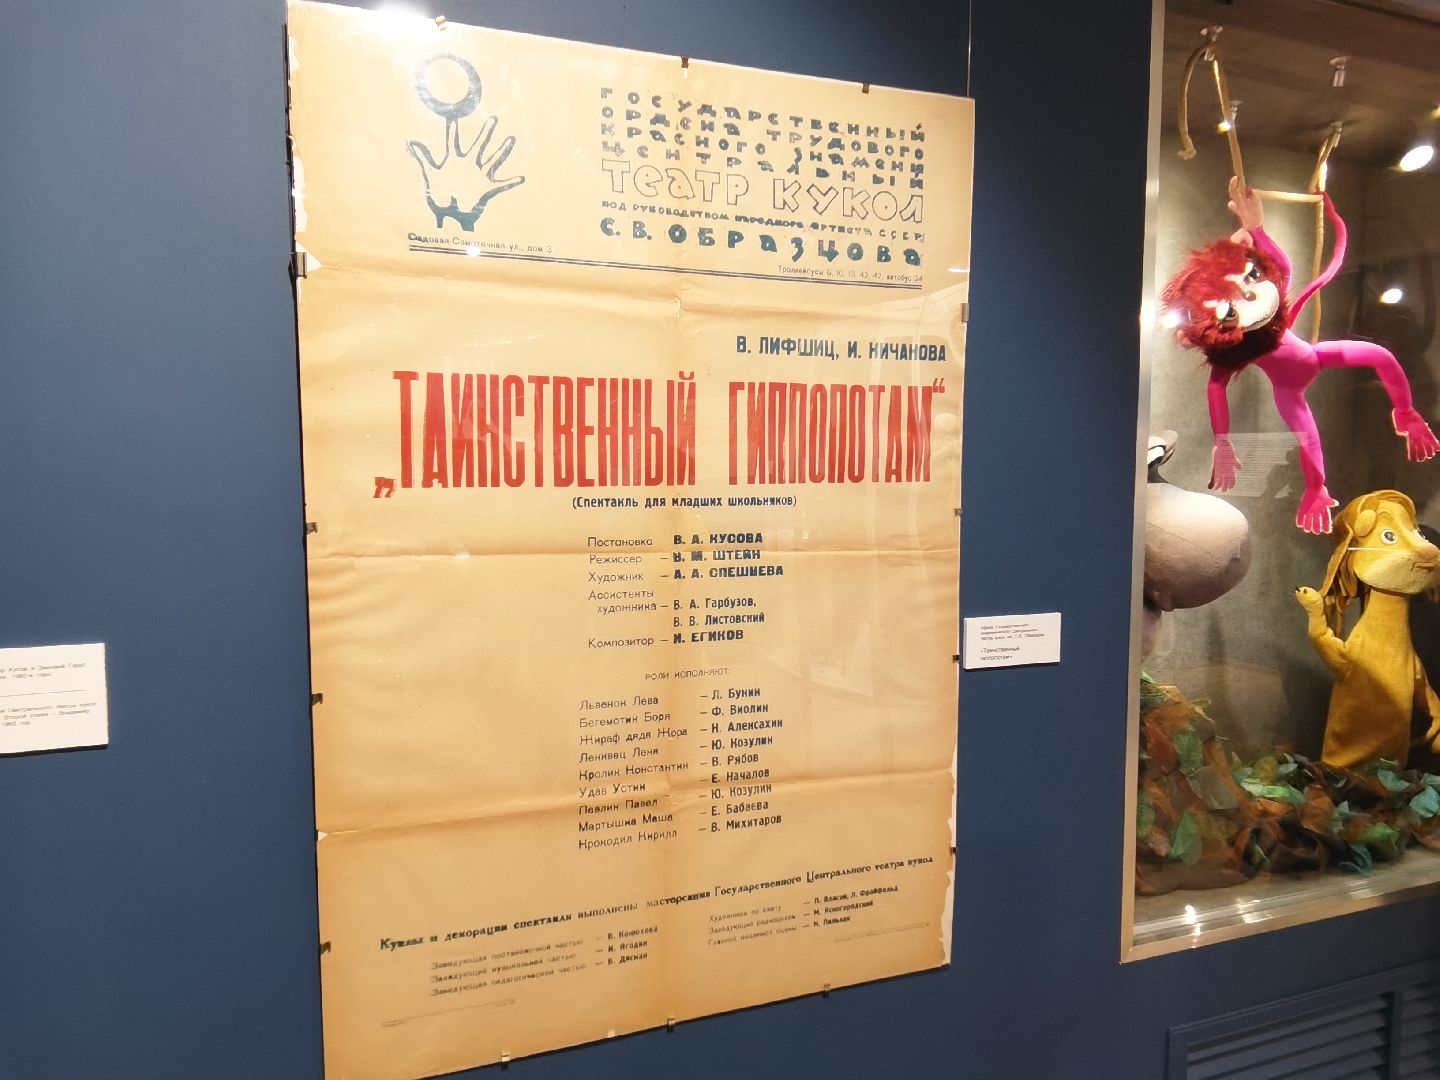 ГОСУДАРСТВЕННЫЙ
ОРДЕНА ТРУДОВОГО
КРАСНОГО ЗНАМЕНИ
ЦЕНТРАЛЬНЫЙ
ТЕАТР КУКОЛ
ПОД РУКОВОДСТВОМ НАРОДНОГО АРТИСТА СССР
С. В. ОБРАЗЦОВА
Садовая-Самотечная ул., дом 3
Троллейбусы Б, 10, 13, 42, 47, автобус 24
В. ЛИФШИЦ, И. КИЧАНОВА
„ТАИНСТВЕННЫЙ ГИППОПОТАМ“
(Спектакль для младших школьников)
Постановка В. А. КУСОВА
Режиссер — В. М. ШТЕЙН
Художник — А. А. СПЕШНЕВА
Ассистенты
художника — В. А. Гарбузов,
В. В. Листовский
Композитор — И. ЕГИКОВ
РОЛИ ИСПОЛНЯЮТ:
Львенок Лева — Л. Бунин
Бегемотик Боря — Ф. Виолин
Жираф дядя Жора — Н. Алексахин
Ленивец Леня — Ю. Козулин
Кролик Константин — В. Рябов
Удав Устин — Е. Началов
Павлин Павел — Ю. Козулин
Мартышка Маша — Е. Бабаева
Крокодил Кирилл — В. Михитаров
Куклы и декорации спектакля выполнены мастерскими Государственного Центрального театра кукол
Заведующая постановочной частью — В. Конюхова
Заведующий музыкальной частью — И. Ягодин
Заведующая педагогической частью — Б. Дисман
Художники по свету
Заведующий радиоцехом — М. Ясногородский
Главный машинист сцены
«Таинственный
гиппопотам»